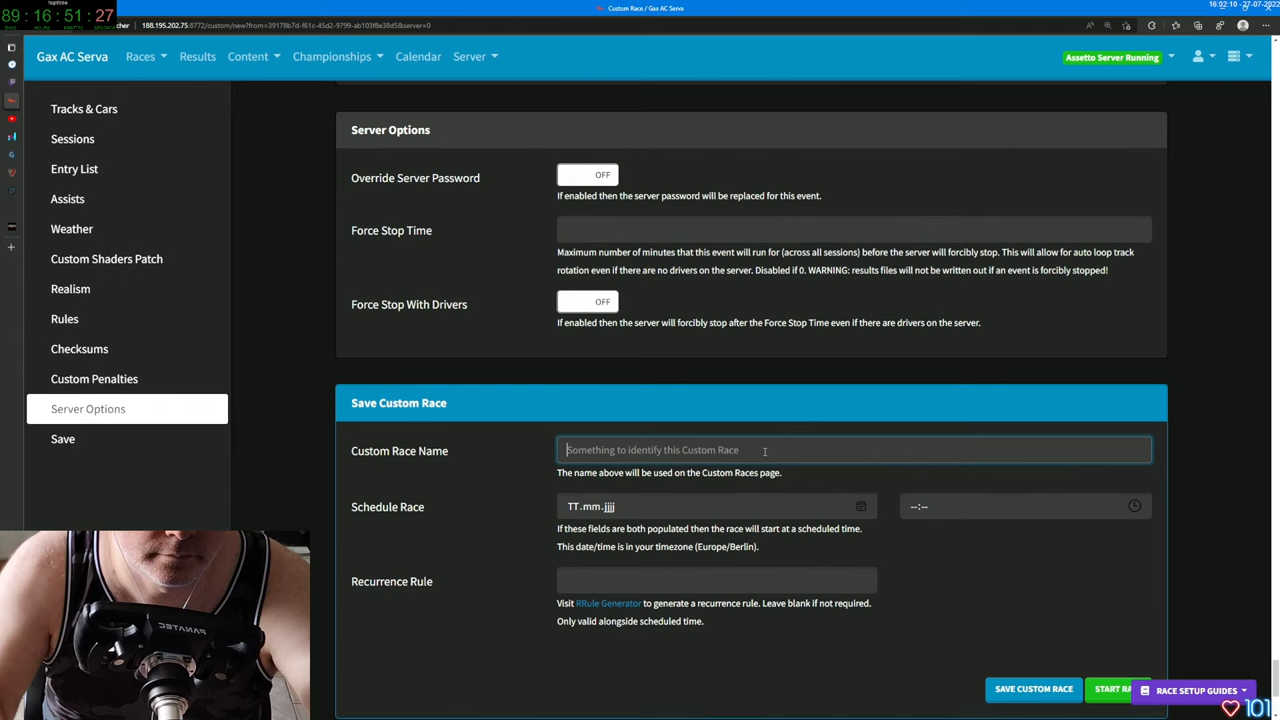 89:16:51:27
DAYS HOUR MINUTES SECONDS
cher
188.195.202.75:8772/custom/new?from=39178b7d-f61c-45d2-9799-ab103f8e38d5&server=0
Custom Race / Gax AC Serva
16:02:10 -27-07-2022
Gax AC Serva
Races
Results
Content
Championships
Calendar
Server
Assetto Server Running
Tracks & Cars
Sessions
Entry List
Assists
Weather
Custom Shaders Patch
Realism
Rules
Checksums
Custom Penalties
Server Options
Save
Server Options
Override Server Password
OFF
If enabled then the server password will be replaced for this event.
Force Stop Time
Maximum number of minutes that this event will run for (across all sessions) before the server will forcibly stop. This will allow for auto loop track
rotation even if there are no drivers on the server. Disabled if 0. WARNING: results files will not be written out if an event is forcibly stopped!
Force Stop With Drivers
OFF
If enabled then the server will forcibly stop after the Force Stop Time even if there are drivers on the server.
Save Custom Race
Custom Race Name
Something to identify this Custom Race
The name above will be used on the Custom Races page.
Schedule Race
TT.mm.jjjj
--:--
If these fields are both populated then the race will start at a scheduled time.
This date/time is in your timezone (Europe/Berlin).
Recurrence Rule
Visit RRule Generator to generate a recurrence rule. Leave blank if not required.
Only valid alongside scheduled time.
SAVE CUSTOM RACE
START RA
RACE SETUP GUIDES
101
FANATEC